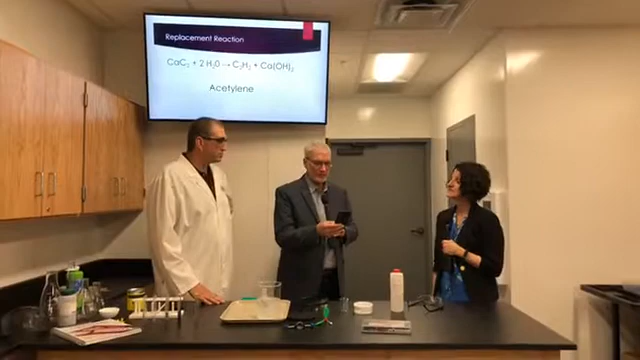 Replacement Reaction
CaC₂ + 2 H₂0 → C₂H₂ + Ca(OH)₂
Acetylene